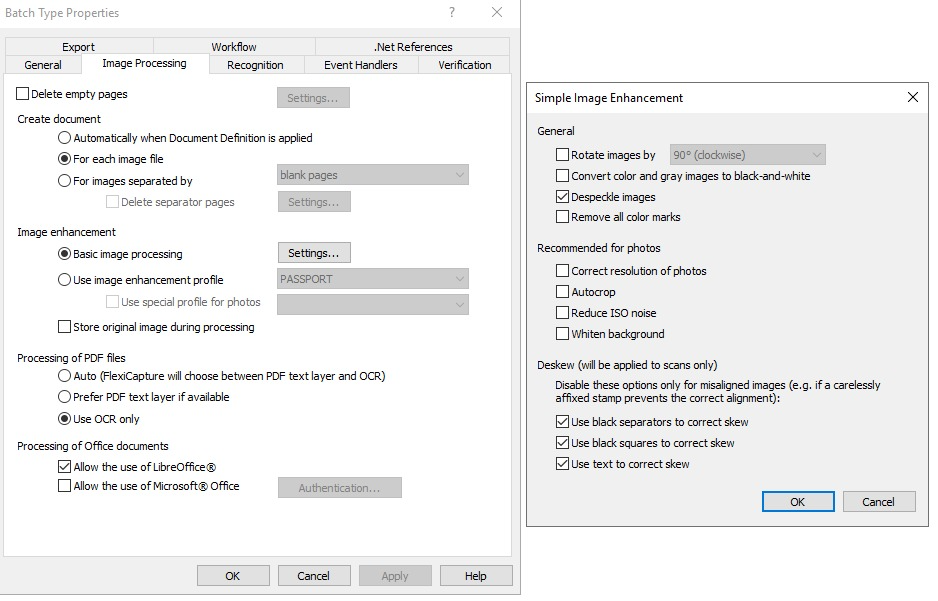 Batch Type Properties
?
Export
Workflow
.Net References
General
Image Processing
Recognition
Event Handlers
Verification
Delete empty pages
Settings...
Create document
Automatically when Document Definition is applied
For each image file
For images separated by
blank pages
Delete separator pages
Settings...
Image enhancement
Basic image processing
Settings...
Use image enhancement profile
PASSPORT
Use special profile for photos
Store original image during processing
Processing of PDF files
Auto (FlexiCapture will choose between PDF text layer and OCR)
Prefer PDF text layer if available
Use OCR only
Processing of Office documents
Allow the use of LibreOffice®
Allow the use of Microsoft® Office
Authentication...
OK
Cancel
Apply
Help
Simple Image Enhancement
General
Rotate images by
90° (clockwise)
Convert color and gray images to black-and-white
Despeckle images
Remove all color marks
Recommended for photos
Correct resolution of photos
Autocrop
Reduce ISO noise
Whiten background
Deskew (will be applied to scans only)
Disable these options only for misaligned images (e.g. if a carelessly
affixed stamp prevents the correct alignment):
Use black separators to correct skew
Use black squares to correct skew
Use text to correct skew
OK
Cancel